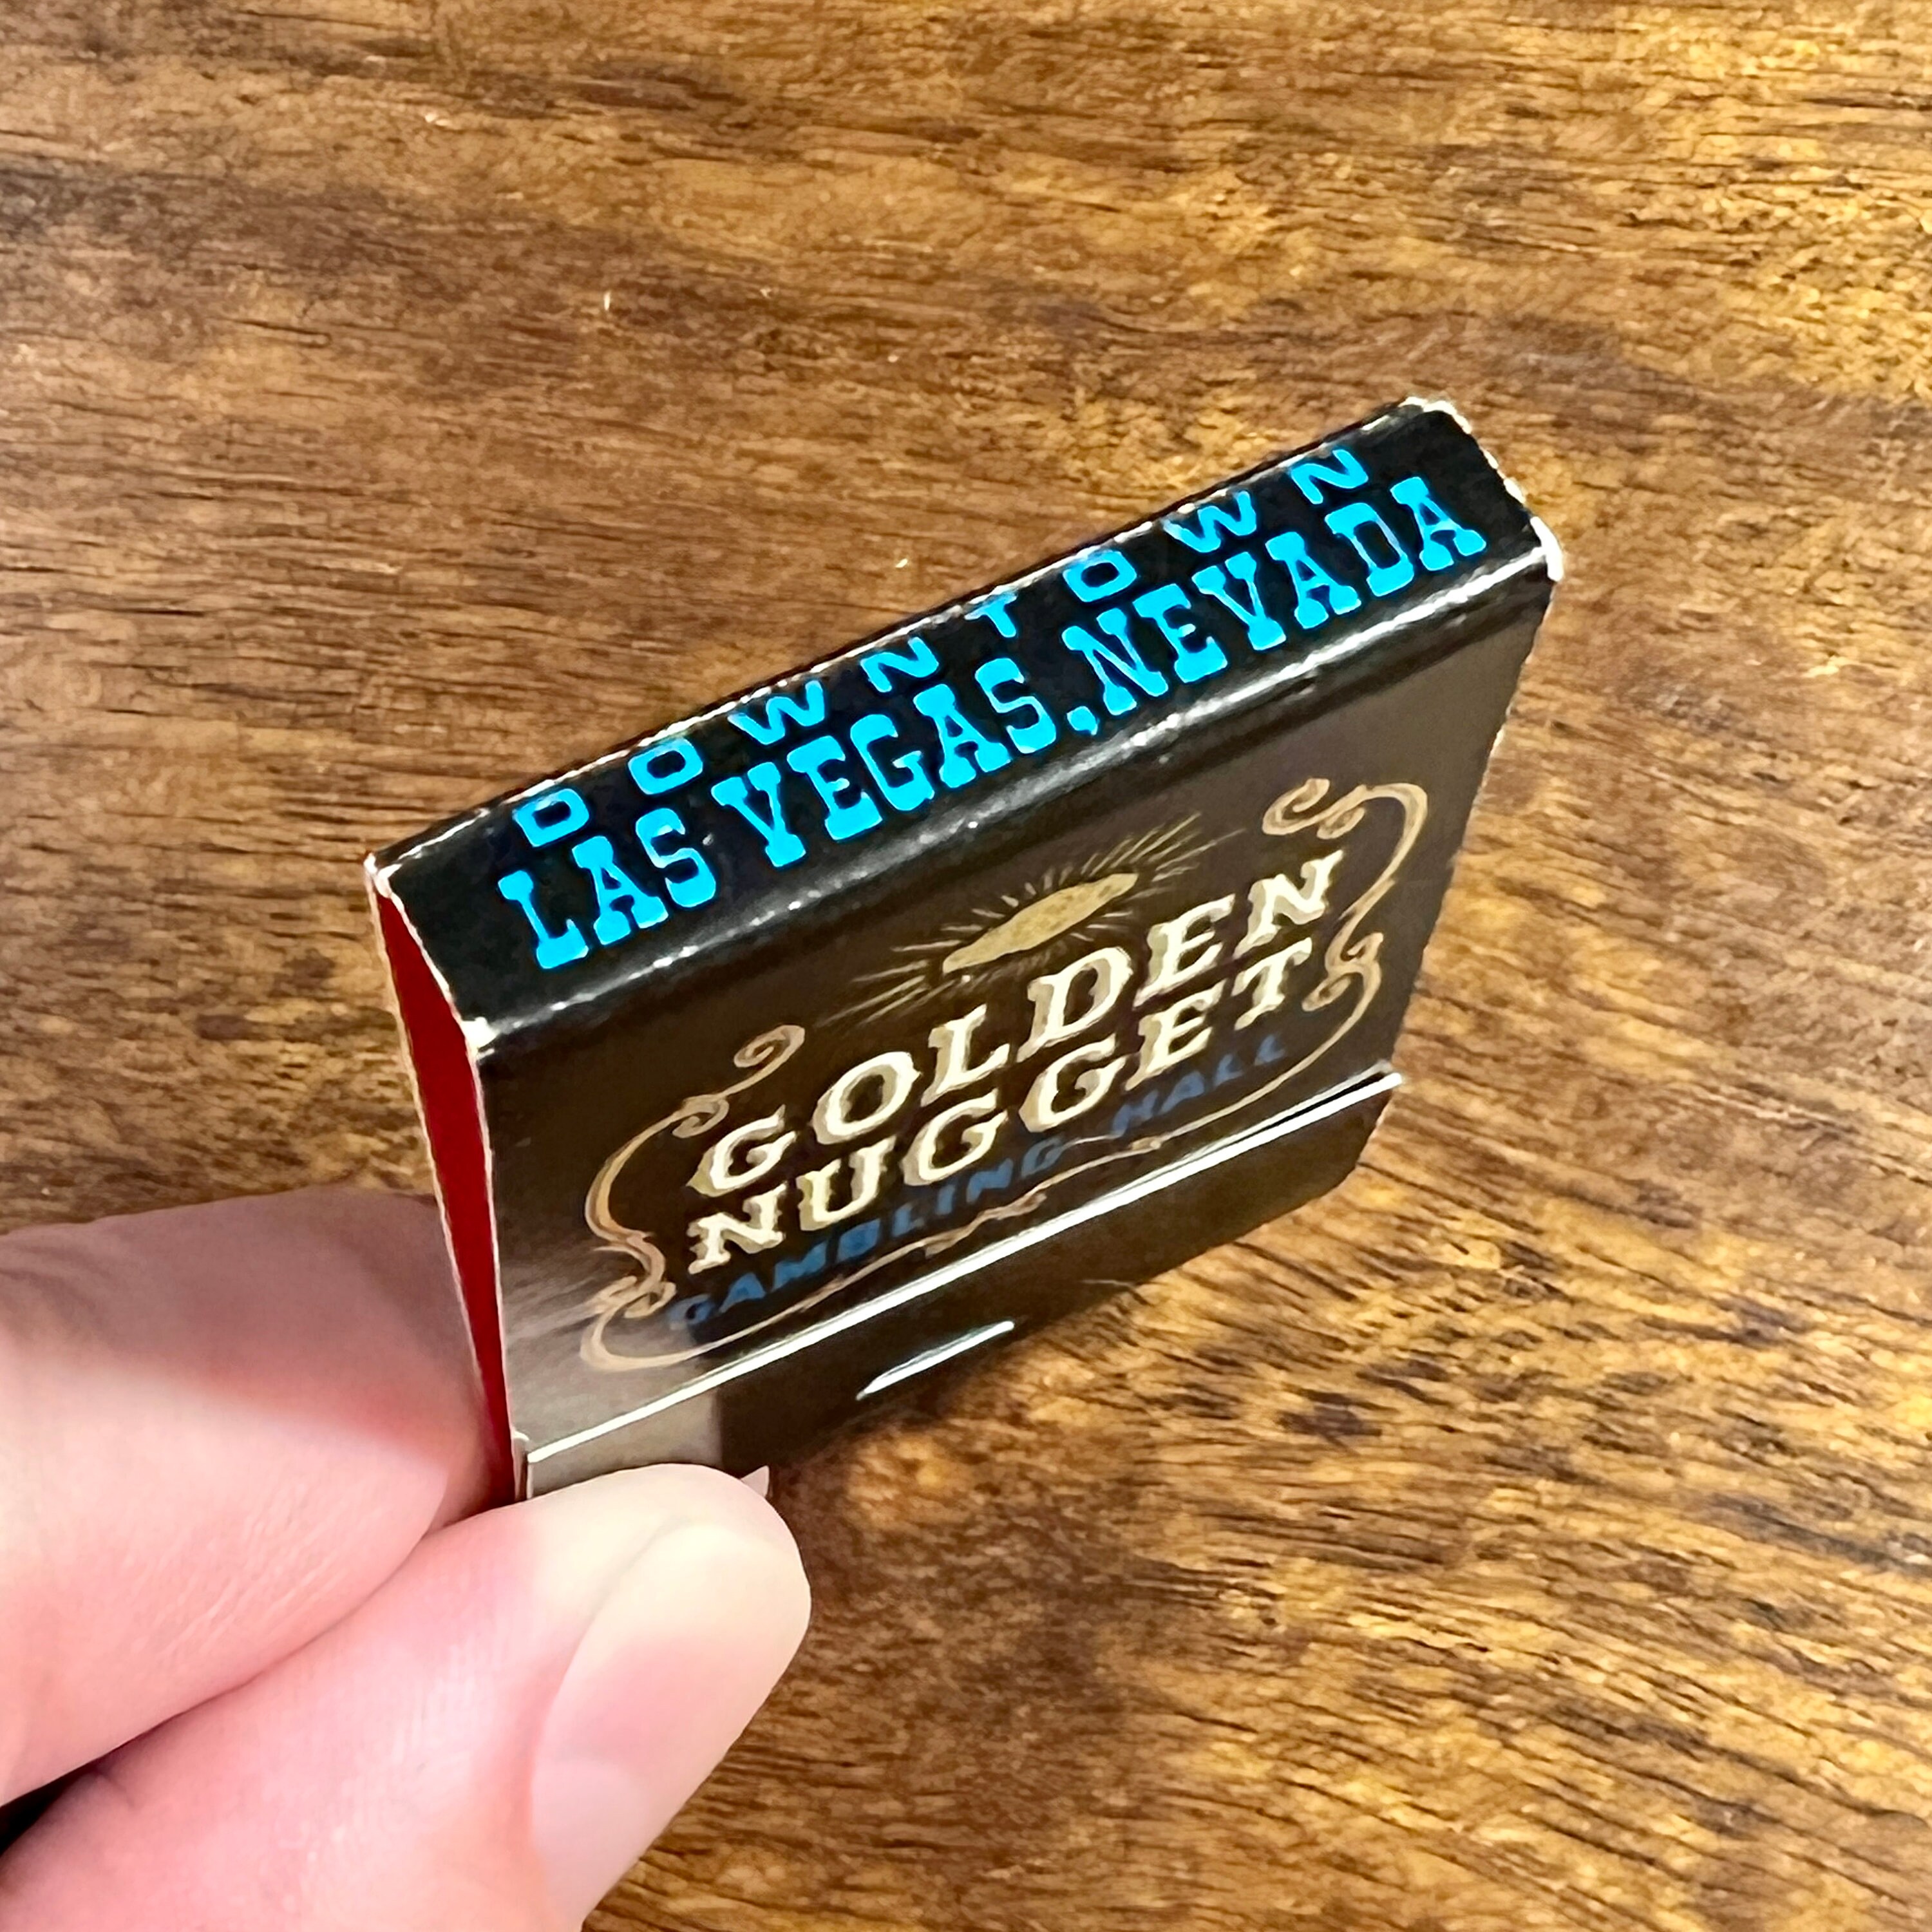 DOWNTOWN
LAS VEGAS, NEVADA
GOLDEN
NUGGET
GAMBLING HALL